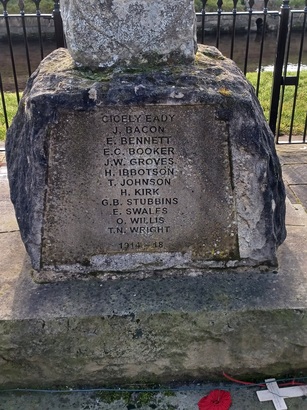 CICELY EADY
J. BACON
E. BENNETT
E.C. BOOKER
J.W. GROVES
H. IBBOTSON
T. JOHNSON
H. KIRK
G.B. STUBBINS
E. SWALES
O. WILLIS
T.N. WRIGHT
1914 - 18